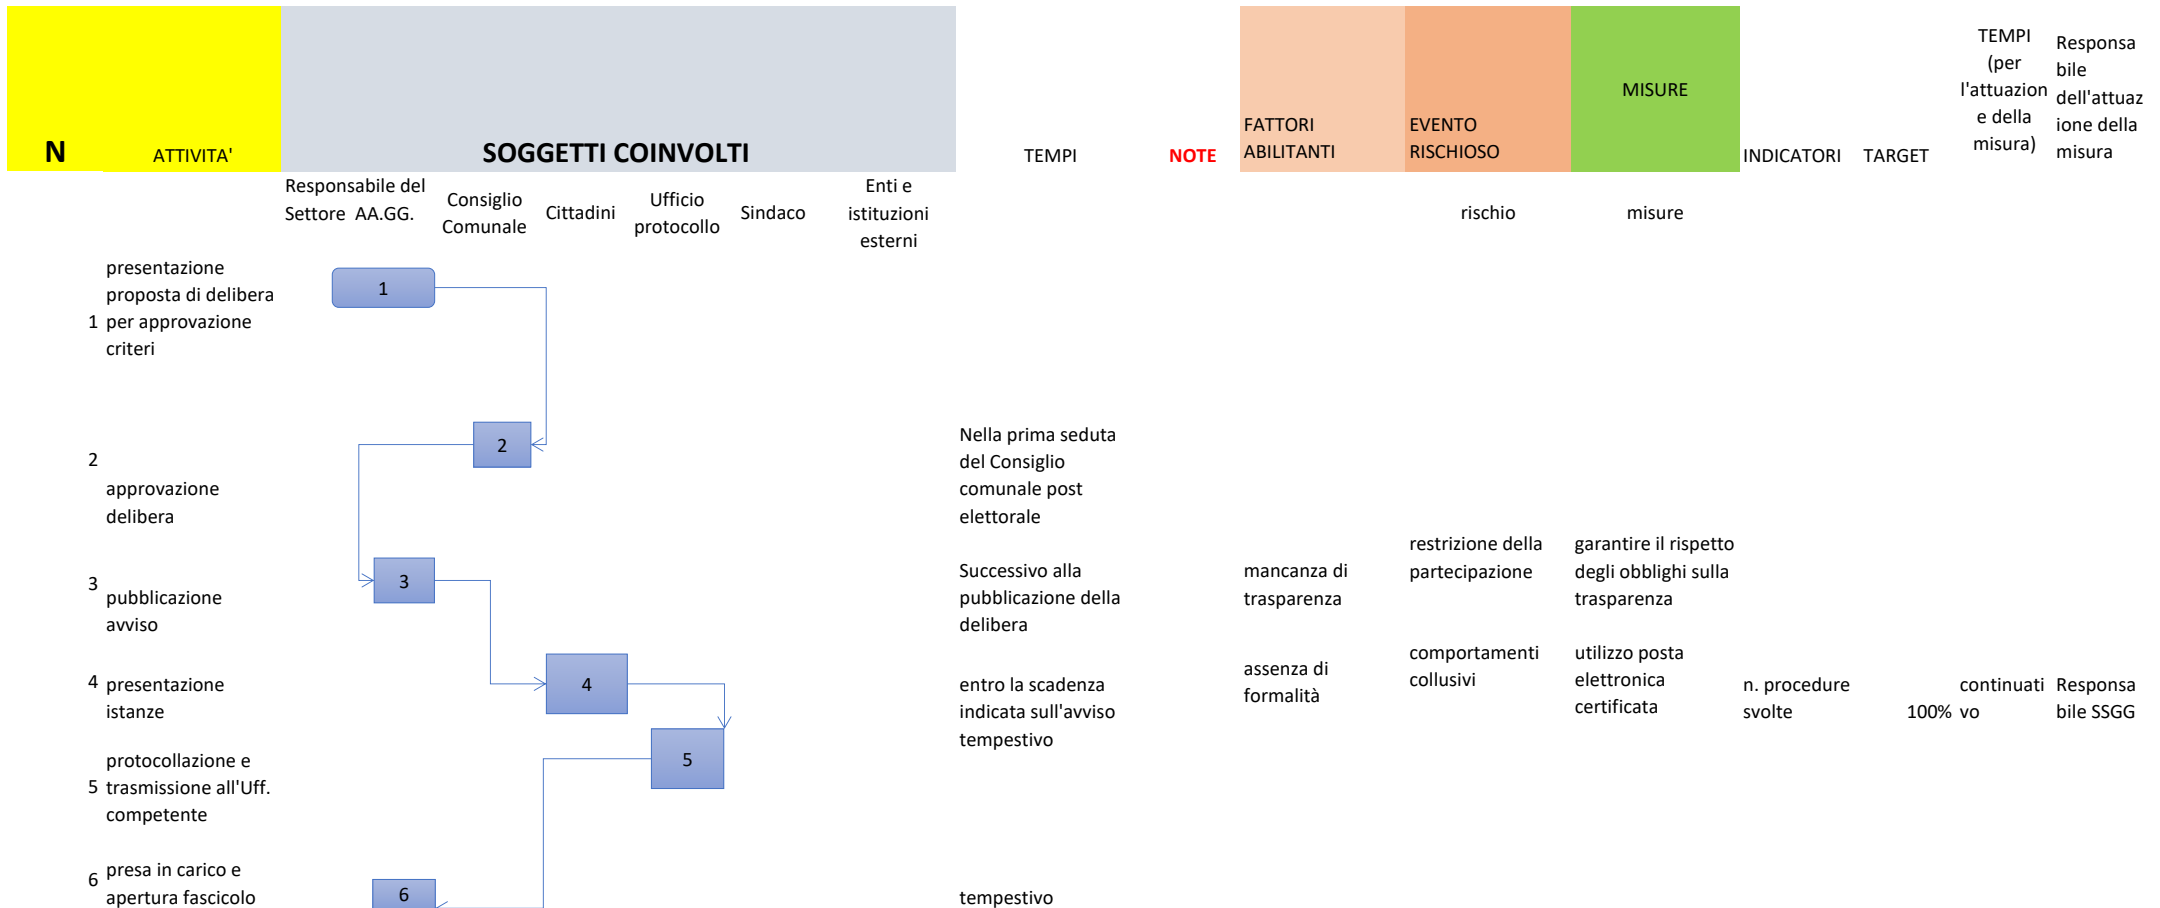 N
ATTIVITA'
SOGGETTI COINVOLTI
TEMPI
NOTE
FATTORI
ABILITANTI
EVENTO
RISCHIOSO
MISURE
INDICATORI
TARGET
TEMPI
(per
l'attuazion
e della
misura)
Responsa
bile
dell'attuaz
ione della
misura
Responsabile del
Settore AA.GG.
Consiglio
Comunale
Cittadini
Ufficio
protocollo
Sindaco
Enti e
istituzioni
esterni
rischio
misure
1
presentazione
proposta di delibera
per approvazione
criteri
1
2
approvazione
delibera
2
Nella prima seduta
del Consiglio
comunale post
elettorale
3
pubblicazione
avviso
3
Successivo alla
pubblicazione della
delibera
mancanza di
trasparenza
restrizione della
partecipazione
garantire il rispetto
degli obblighi sulla
trasparenza
4
presentazione
istanze
4
entro la scadenza
indicata sull'avviso
tempestivo
assenza di
formalità
comportamenti
collusivi
utilizzo posta
elettronica
certificata
n. procedure
svolte
100%
continuati
vo
Responsa
bile SSGG
5
protocollazione e
trasmissione all'Uff.
competente
5
6
presa in carico e
apertura fascicolo
6
tempestivo